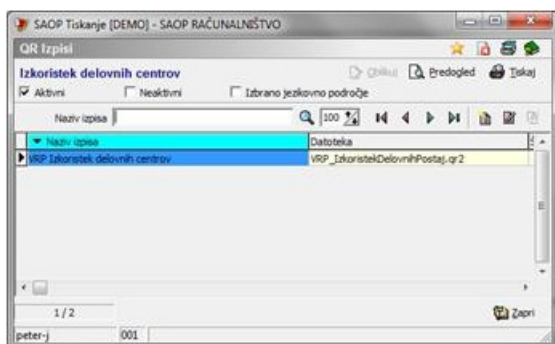 SAOP Tiskanje [DEMO] - SAOP RAČUNALNIŠTVO
QR Izpisi
Izkoristek delovnih centrov
Oblikuj Predogled Tiskaj
Aktivni Neaktivni Izbrano jezikovno področje
Naziv izpisa 100
Naziv izpisa Datoteka
VRP Izkoristek delovnih centrov VRP_IzkoristekDelovnihPostaj.qr2
1 / 2 Zapri
peter-j 001